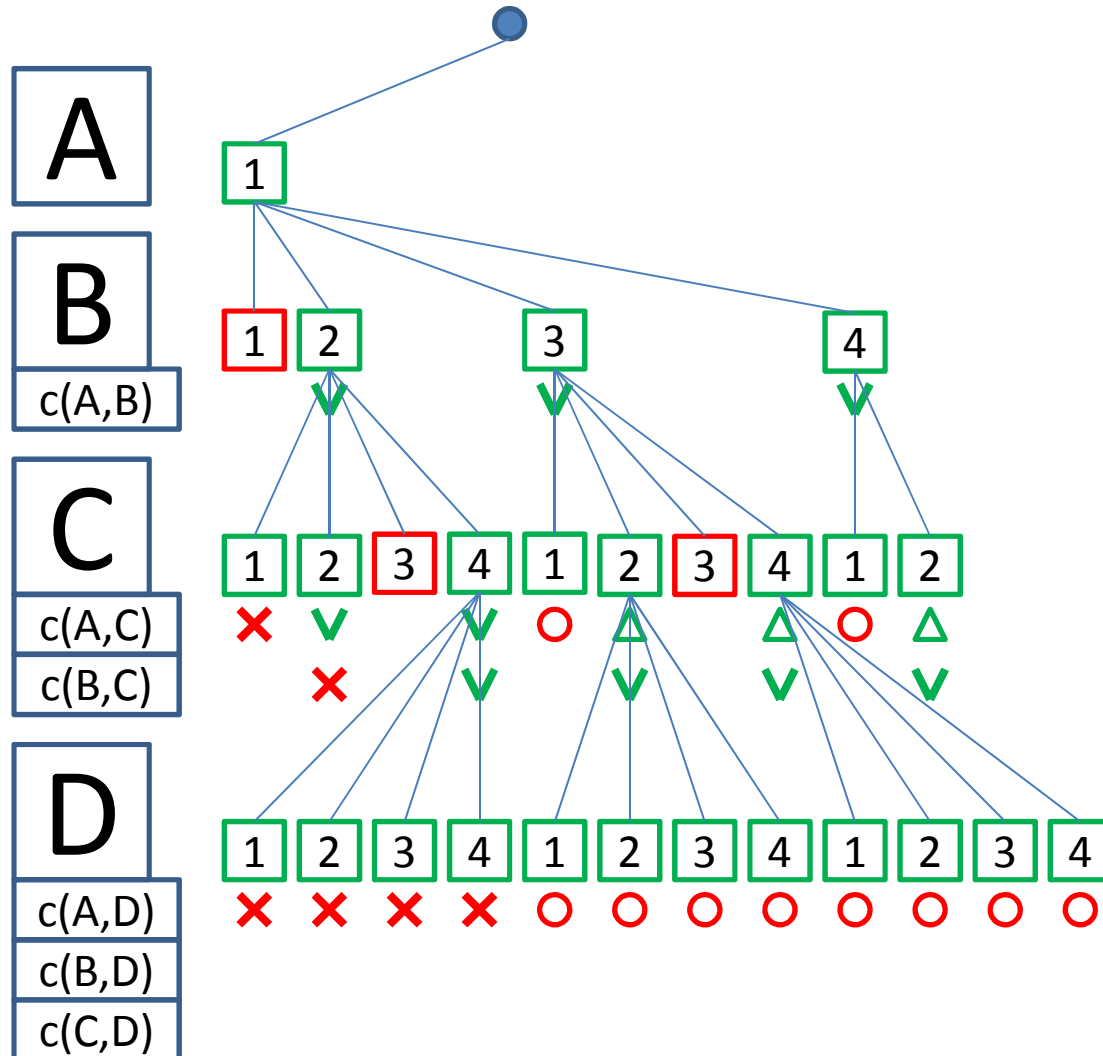 A
1
B
1 2 3 4
c(A,B)
C
1 2 3 4 1 2 3 4 1 2
c(A,C)
c(B,C)
D
1 2 3 4 1 2 3 4 1 2 3 4
c(A,D)
c(B,D)
c(C,D)